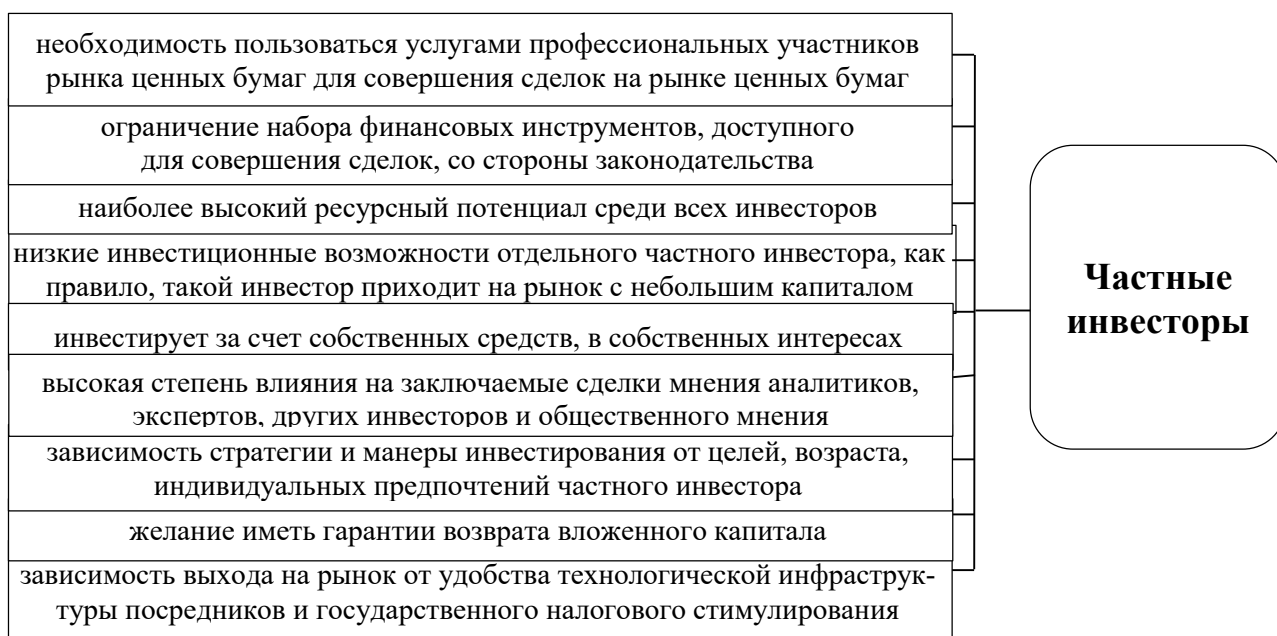 необходимость пользоваться услугами профессиональных участников
рынка ценных бумаг для совершения сделок на рынке ценных бумаг
ограничение набора финансовых инструментов, доступного
для совершения сделок, со стороны законодательства
наиболее высокий ресурсный потенциал среди всех инвесторов
низкие инвестиционные возможности отдельного частного инвестора, как
правило, такой инвестор приходит на рынок с небольшим капиталом
инвестирует за счет собственных средств, в собственных интересах
высокая степень влияния на заключаемые сделки мнения аналитиков,
экспертов, других инвесторов и общественного мнения
зависимость стратегии и манеры инвестирования от целей, возраста,
индивидуальных предпочтений частного инвестора
желание иметь гарантии возврата вложенного капитала
зависимость выхода на рынок от удобства технологической инфраструк-
туры посредников и государственного налогового стимулирования
Частные
инвесторы